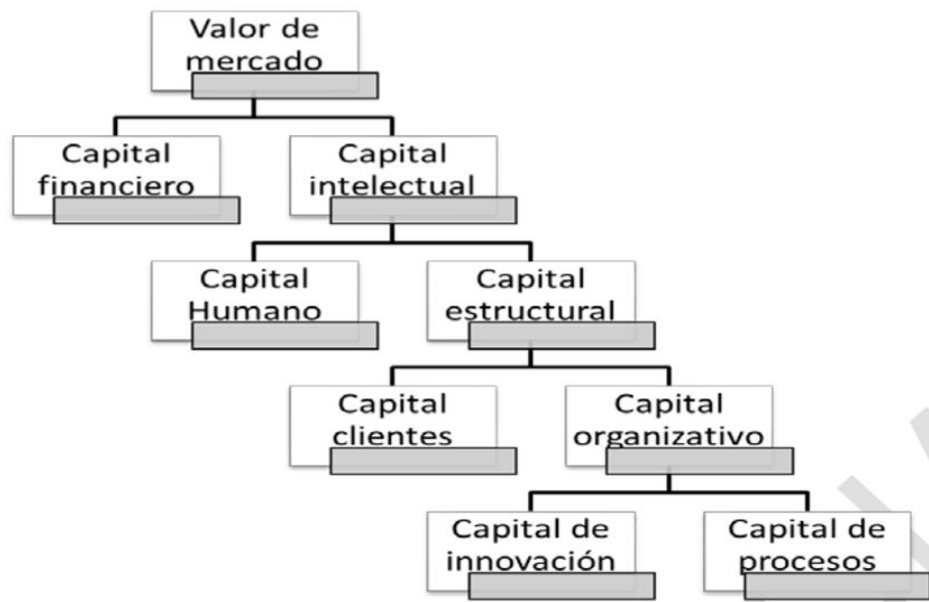 Valor de
mercado
Capital
financiero
Capital
intelectual
Capital
Humano
Capital
estructural
Capital
clientes
Capital
organizativo
Capital de
innovación
Capital de
procesos